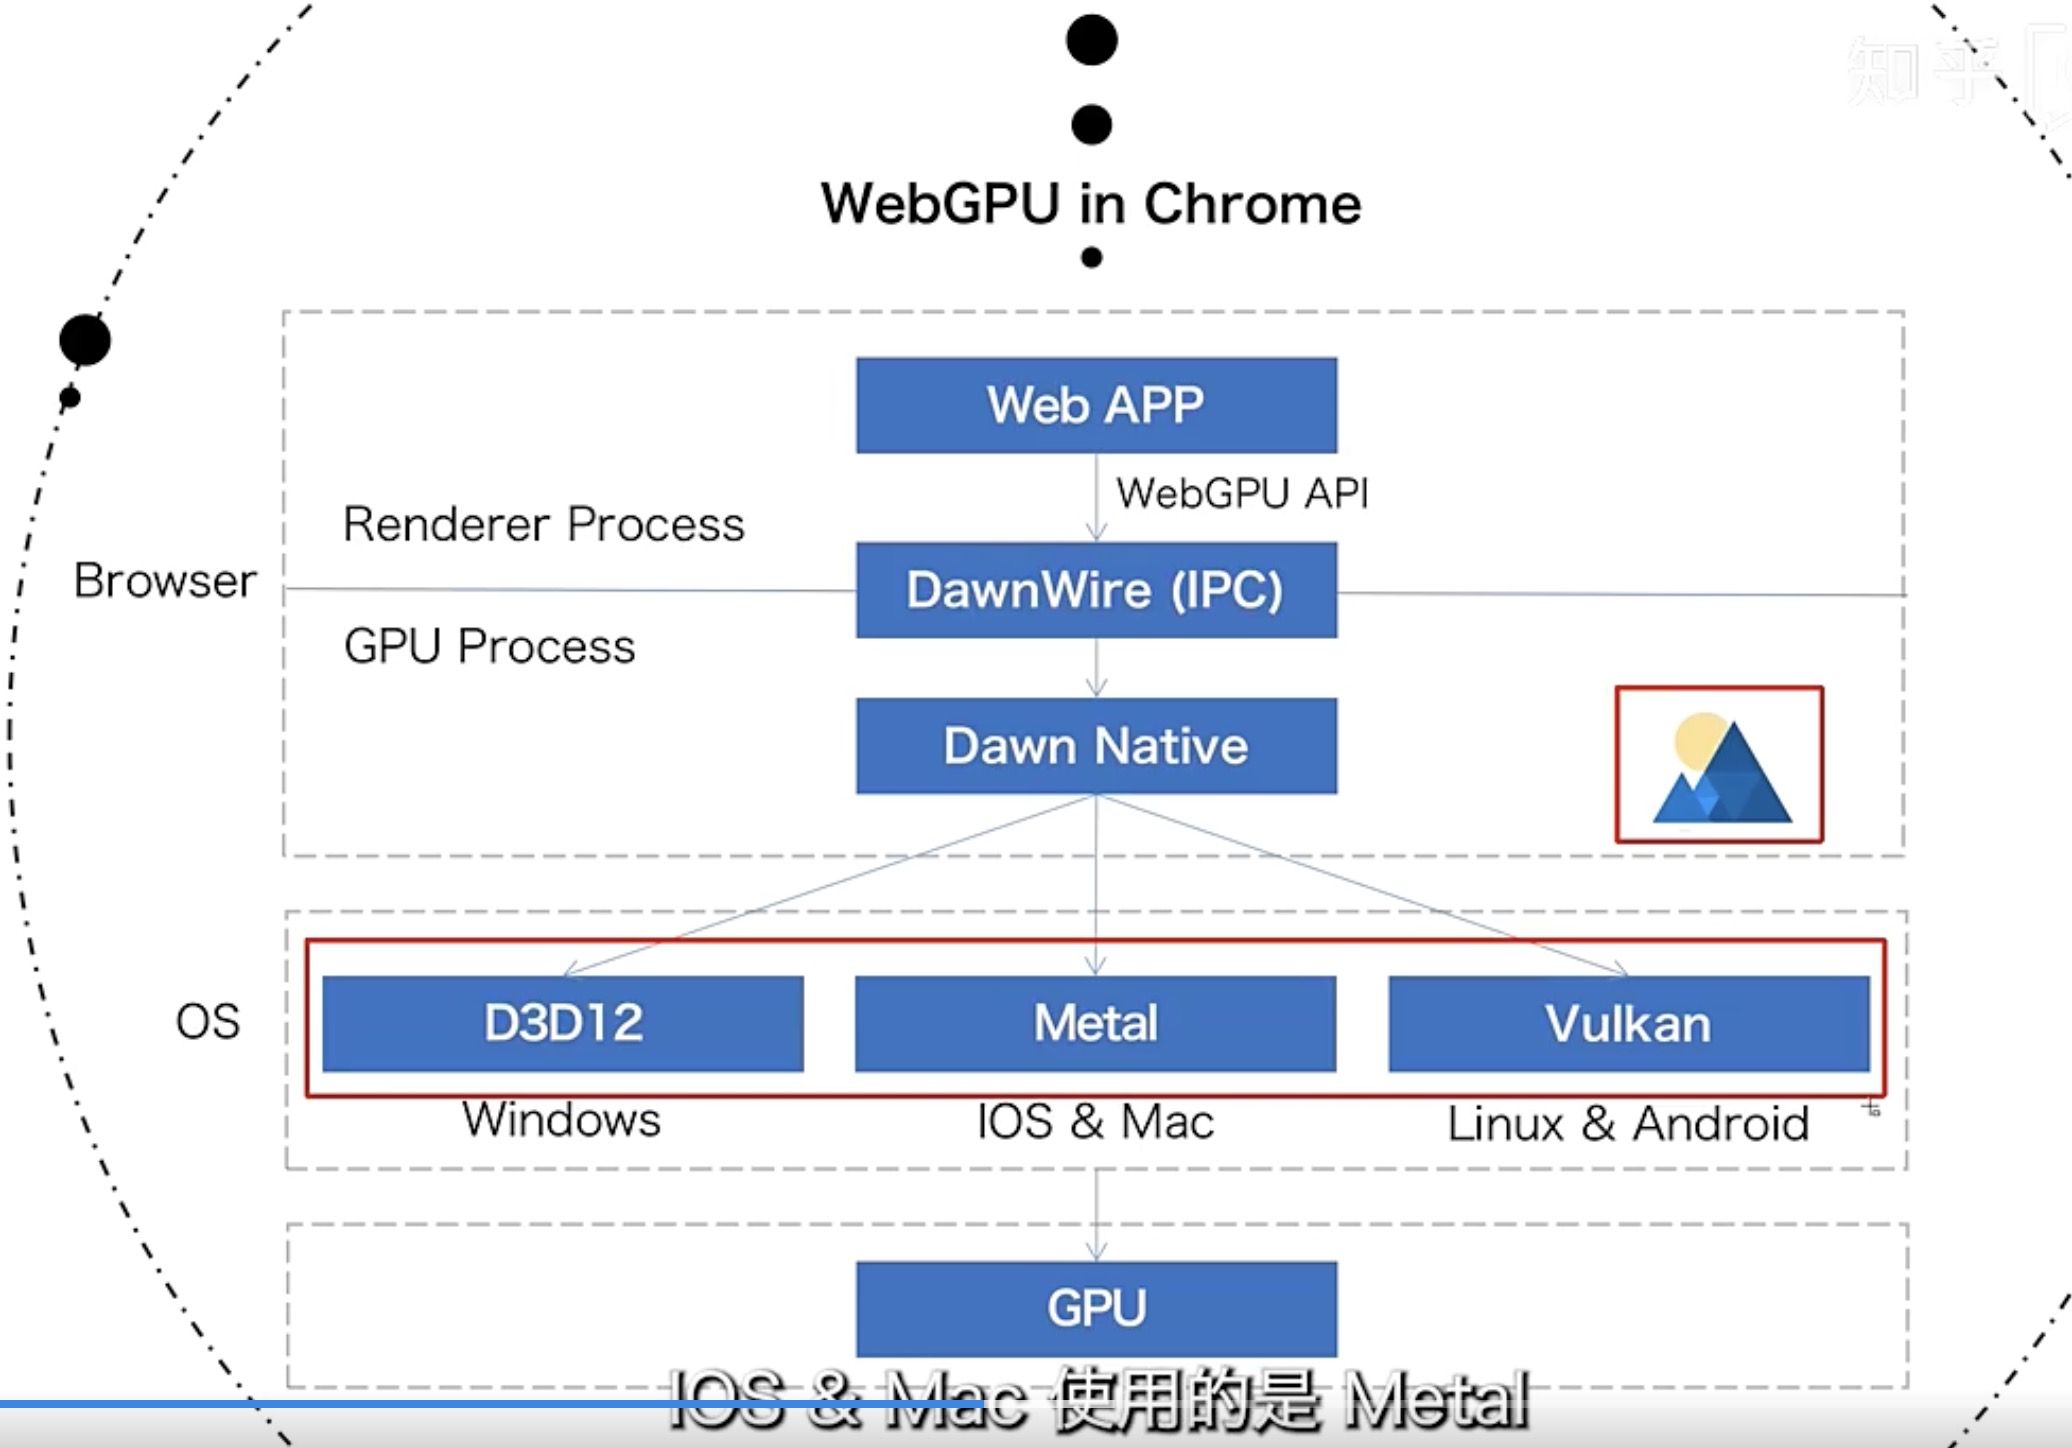 知乎
WebGPU in Chrome
Web APP
WebGPU API
Renderer Process
Browser
DawnWire (IPC)
GPU Process
Dawn Native
OS
D3D12
Metal
Vulkan
Windows
IOS & Mac
Linux & Android
GPU
IOS & Mac 使用的是 Metal